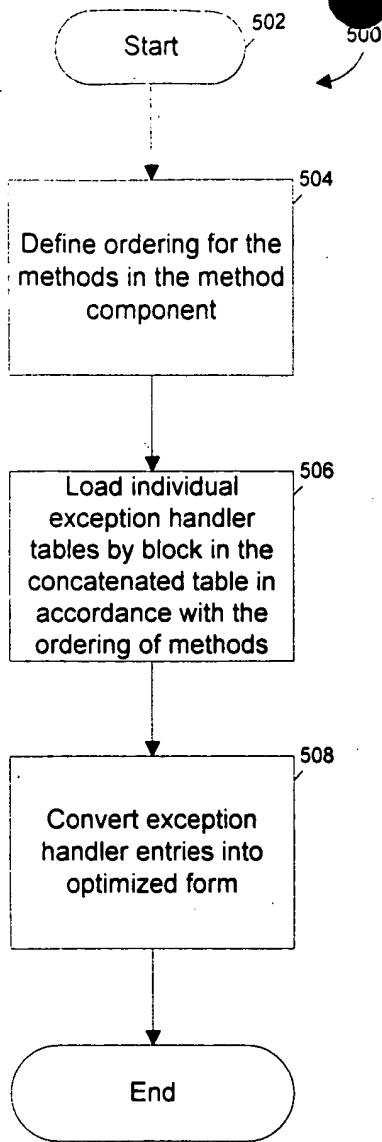 Start
502
500
504
Define ordering for the
methods in the method
component
506
Load individual
exception handler
tables by block in the
concatenated table in
accordance with the
ordering of methods
508
Convert exception
handler entries into
optimized form
End